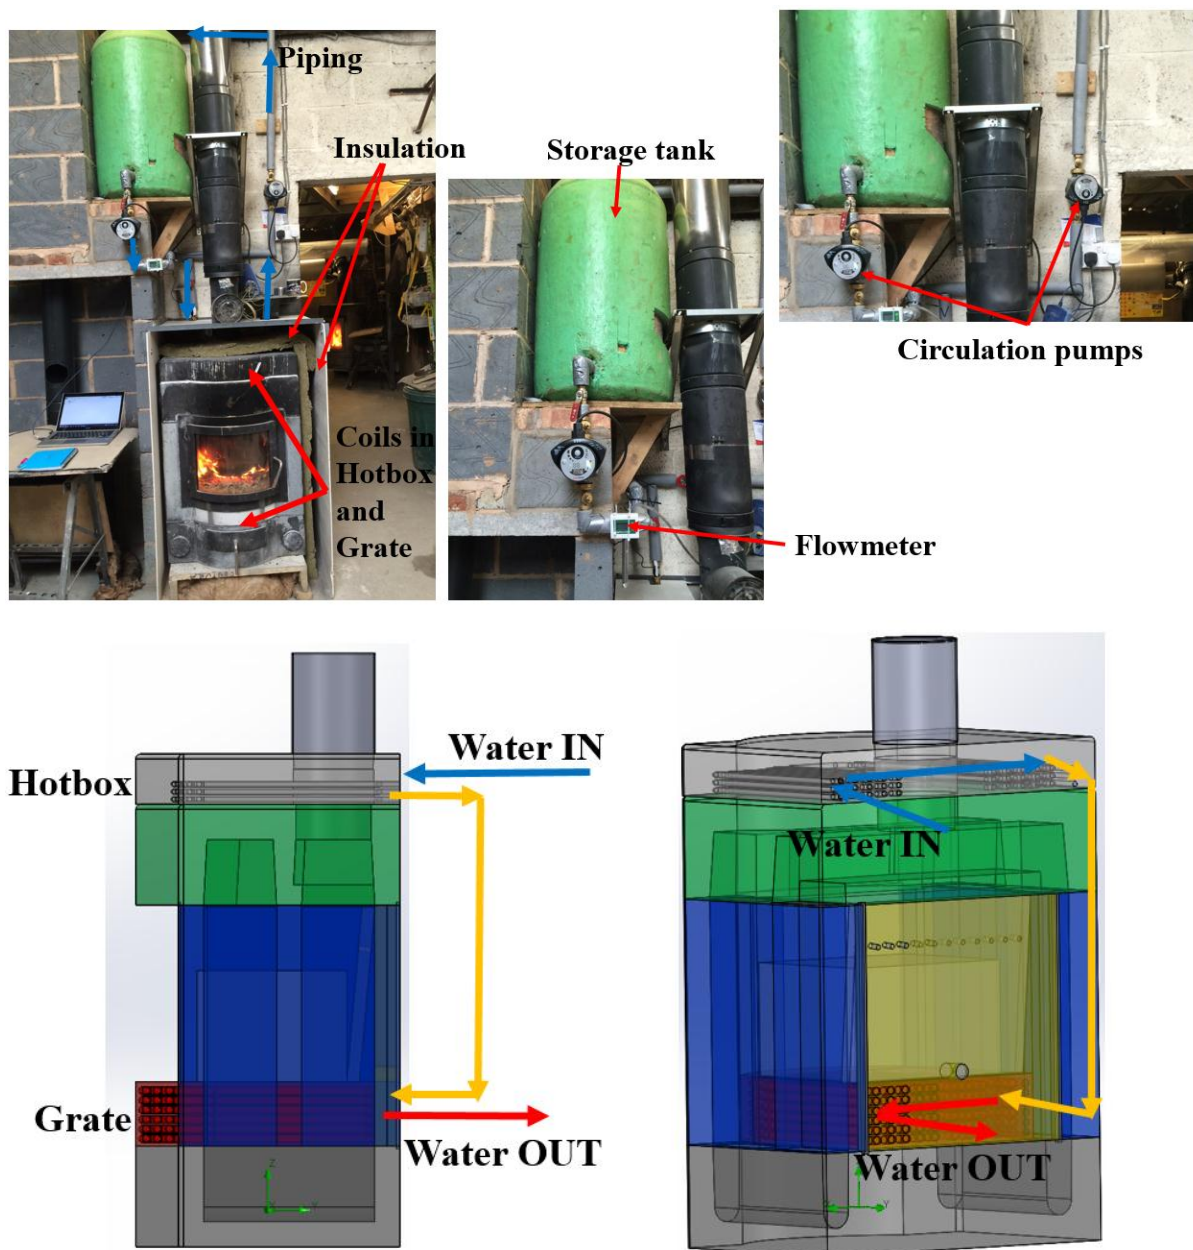 Piping
Insulation
Storage tank
Circulation pumps
Coils in
Hotbox
and
Grate
Flowmeter
Water IN
Hotbox
Grate
Water OUT
Water IN
Water OUT